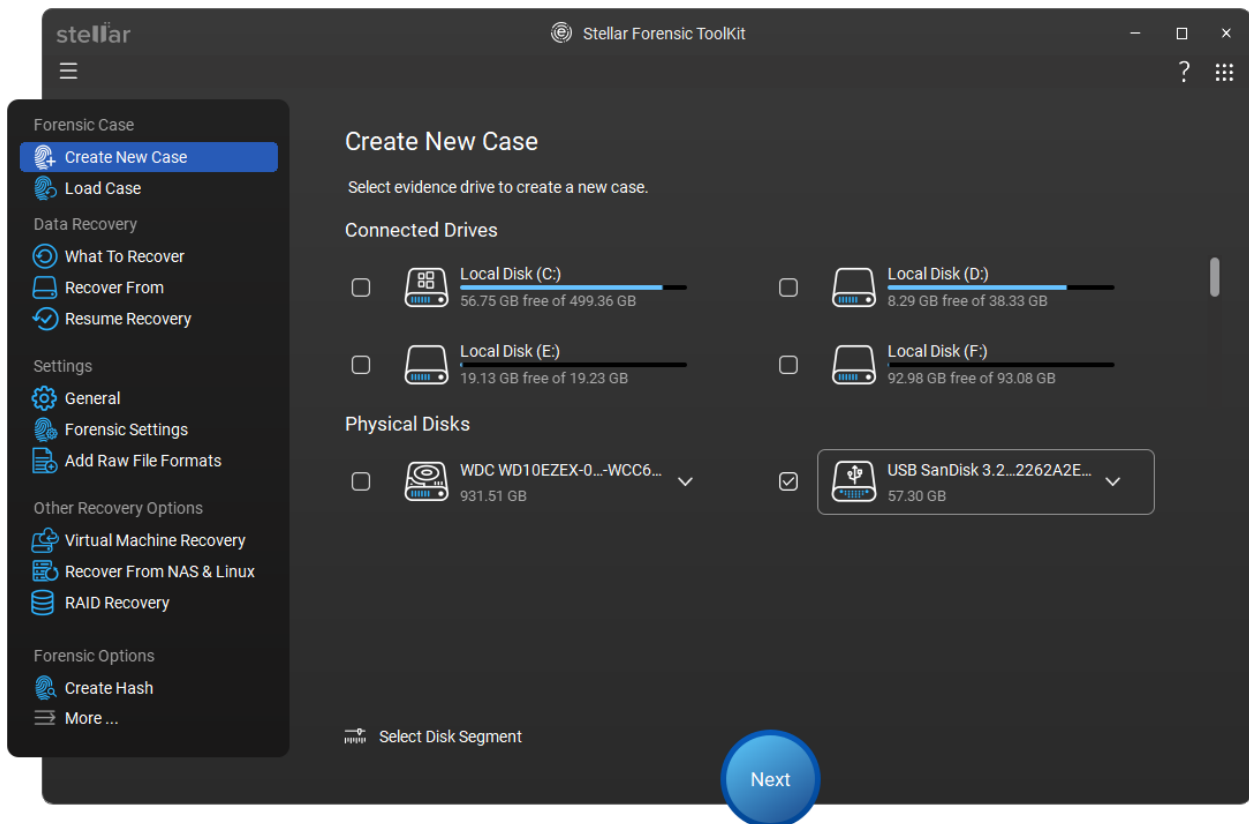 stellar
Stellar Forensic ToolKit
?
Forensic Case
Create New Case
Load Case
Data Recovery
What To Recover
Recover From
Resume Recovery
Settings
General
Forensic Settings
Add Raw File Formats
Other Recovery Options
Virtual Machine Recovery
Recover From NAS & Linux
RAID Recovery
Forensic Options
Create Hash
More ...
Create New Case
Select evidence drive to create a new case.
Connected Drives
Local Disk (C:)
56.75 GB free of 499.36 GB
Local Disk (D:)
8.29 GB free of 38.33 GB
Local Disk (E:)
19.13 GB free of 19.23 GB
Local Disk (F:)
92.98 GB free of 93.08 GB
Physical Disks
WDC WD10EZEX-0...-WCC6...
931.51 GB
USB SanDisk 3.2...2262A2E...
57.30 GB
Select Disk Segment
Next